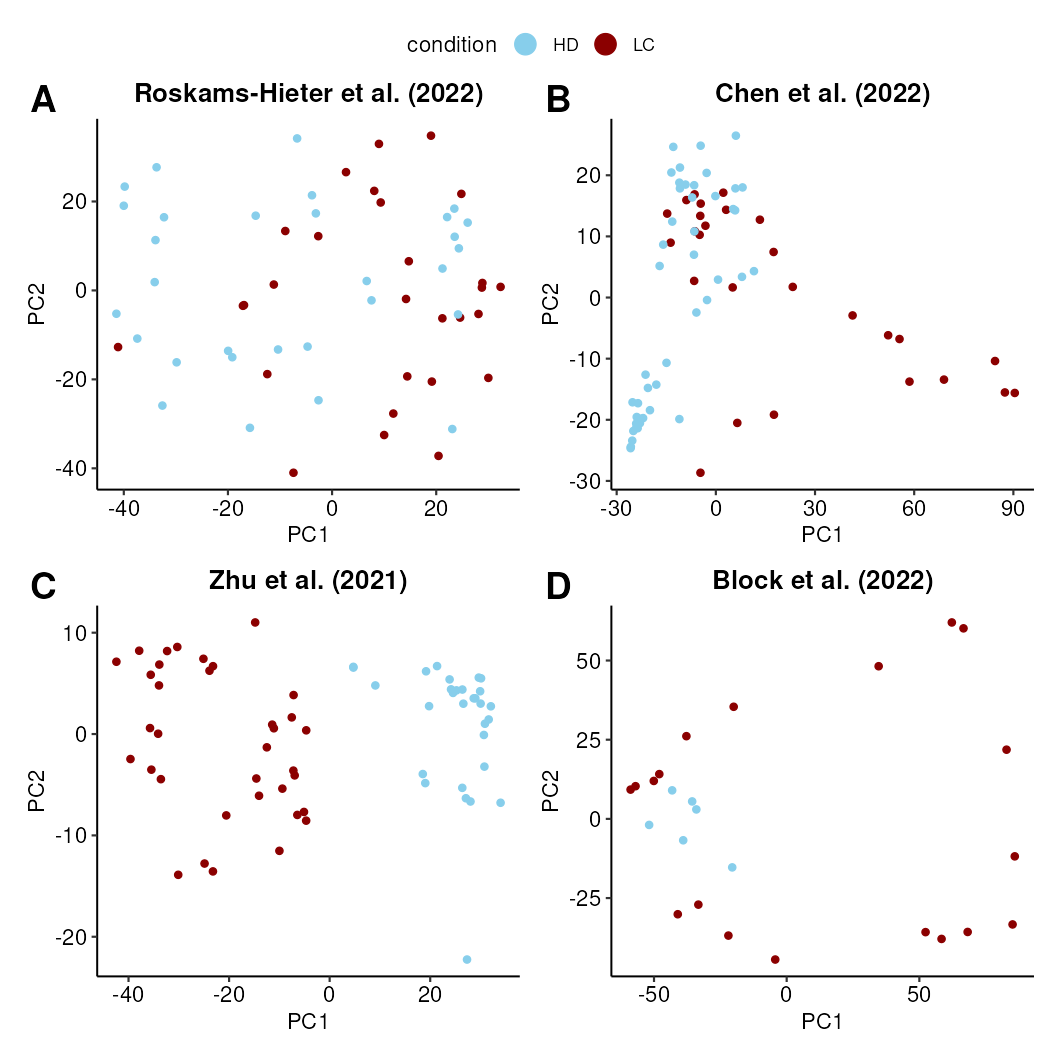 condition HD LC
A Roskams-Hieter et al. (2022)
PC2
20
0
-20
-40
-40 -20 0 20
PC1
B Chen et al. (2022)
PC2
20
10
0
-10
-20
-30
-30 0 30 60 90
PC1
C Zhu et al. (2021)
PC2
10
0
-10
-20
-40 -20 0 20
PC1
D Block et al. (2022)
PC2
50
25
0
-25
-50 0 50
PC1